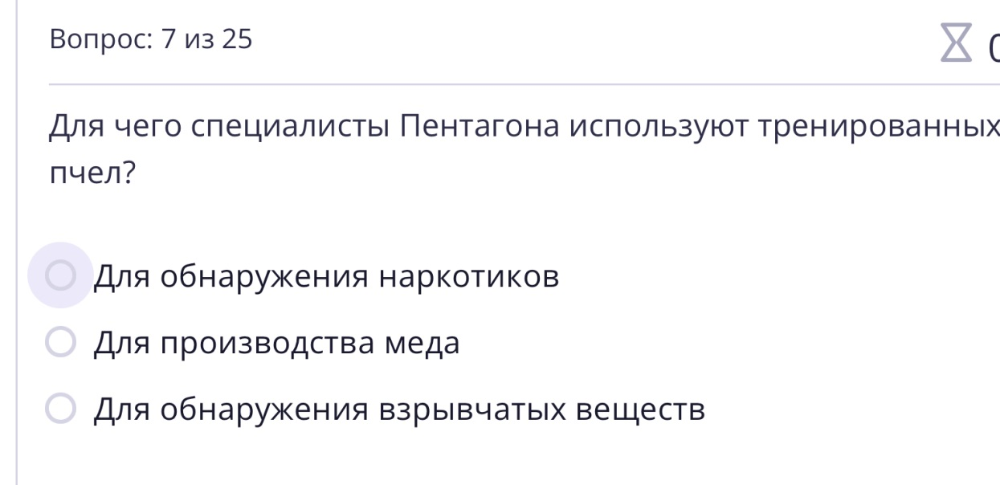 Вопрос: 7 из 25
Для чего специалисты Пентагона используют тренированных
пчел?
Для обнаружения наркотиков
Для производства меда
Для обнаружения взрывчатых веществ